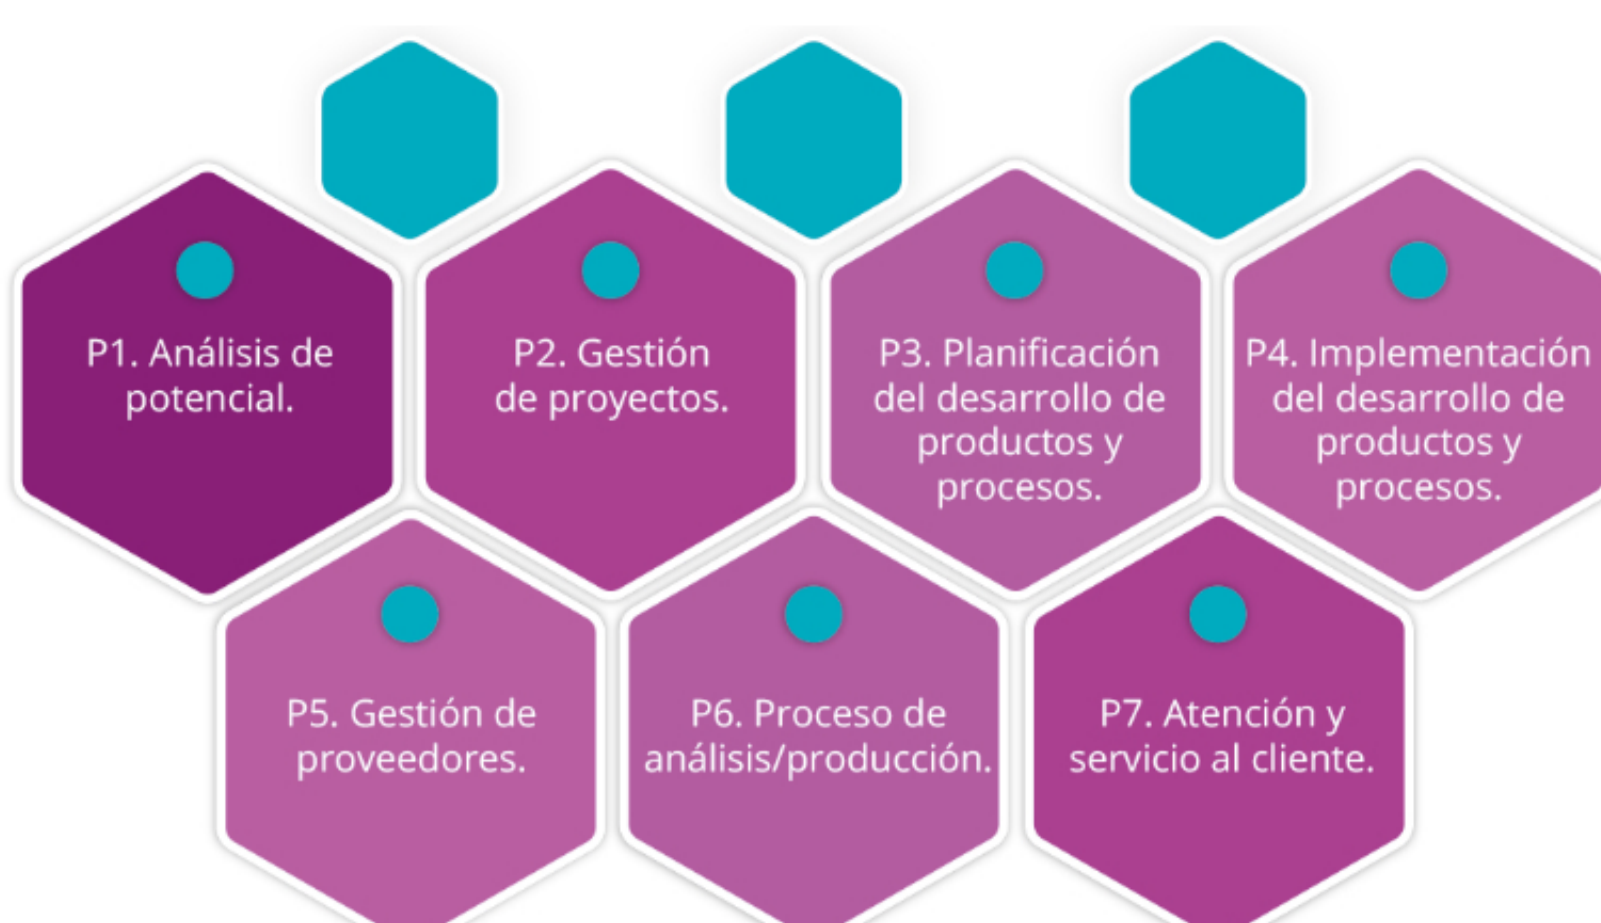 P1. Análisis de
potencial.
P2. Gestión
de proyectos.
P3. Planificación
del desarrollo de
productos y
procesos.
P4. Implementación
del desarrollo de
productos y
procesos.
P5. Gestión de
proveedores.
P6. Proceso de
análisis/producción.
P7. Atención y
servicio al cliente.